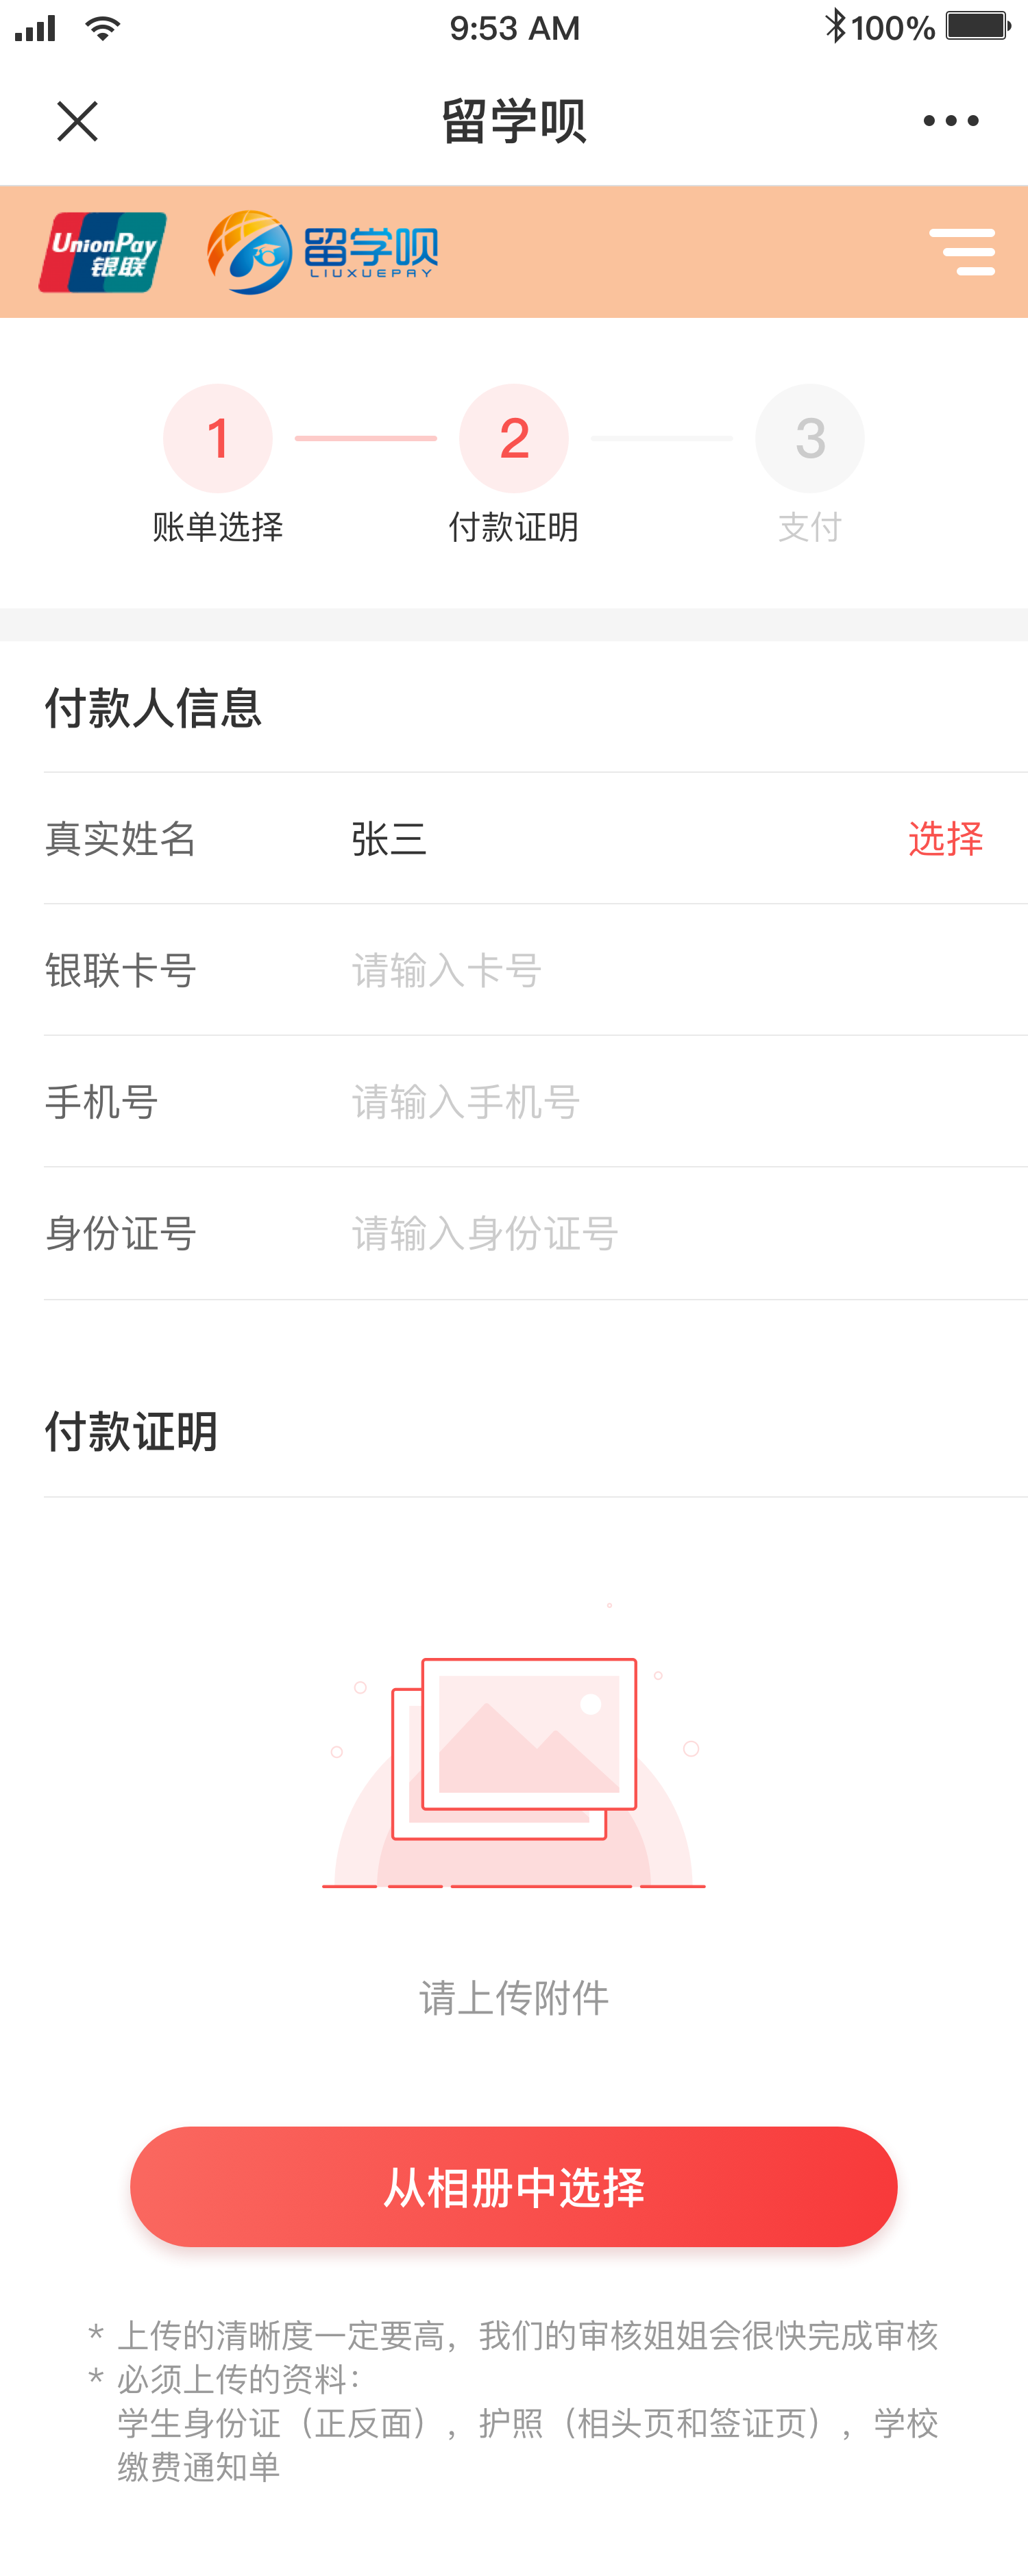 9:53 AM 100%
留学呗
UnionPay
银联
留学呗
LIUXUEPAY
1 2 3
账单选择 付款证明 支付
付款人信息
真实姓名 张三 选择
银联卡号 请输入卡号
手机号 请输入手机号
身份证号 请输入身份证号
付款证明
请上传附件
从相册中选择
* 上传的清晰度一定要高，我们的审核姐姐会很快完成审核
* 必须上传的资料：
学生身份证（正反面），护照（相头页和签证页），学校
缴费通知单